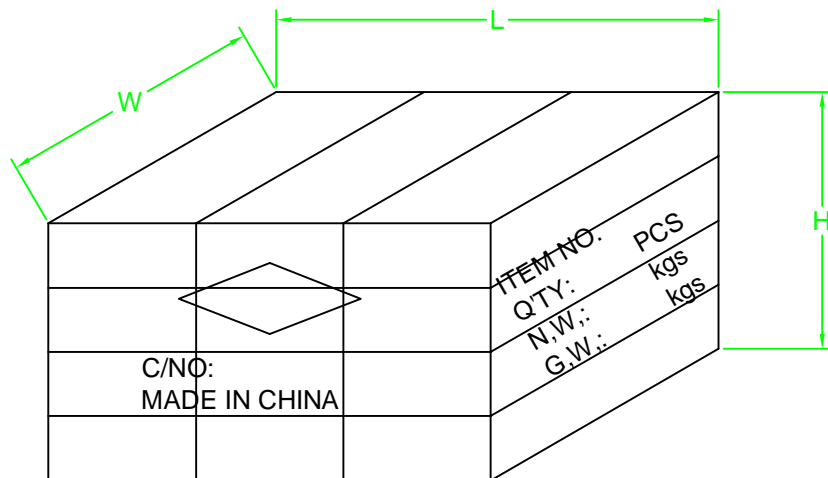 L
W
H
ITEM NO.
Q'TY: PCS
N,W,: kgs
G,W,: kgs
C/NO:
MADE IN CHINA